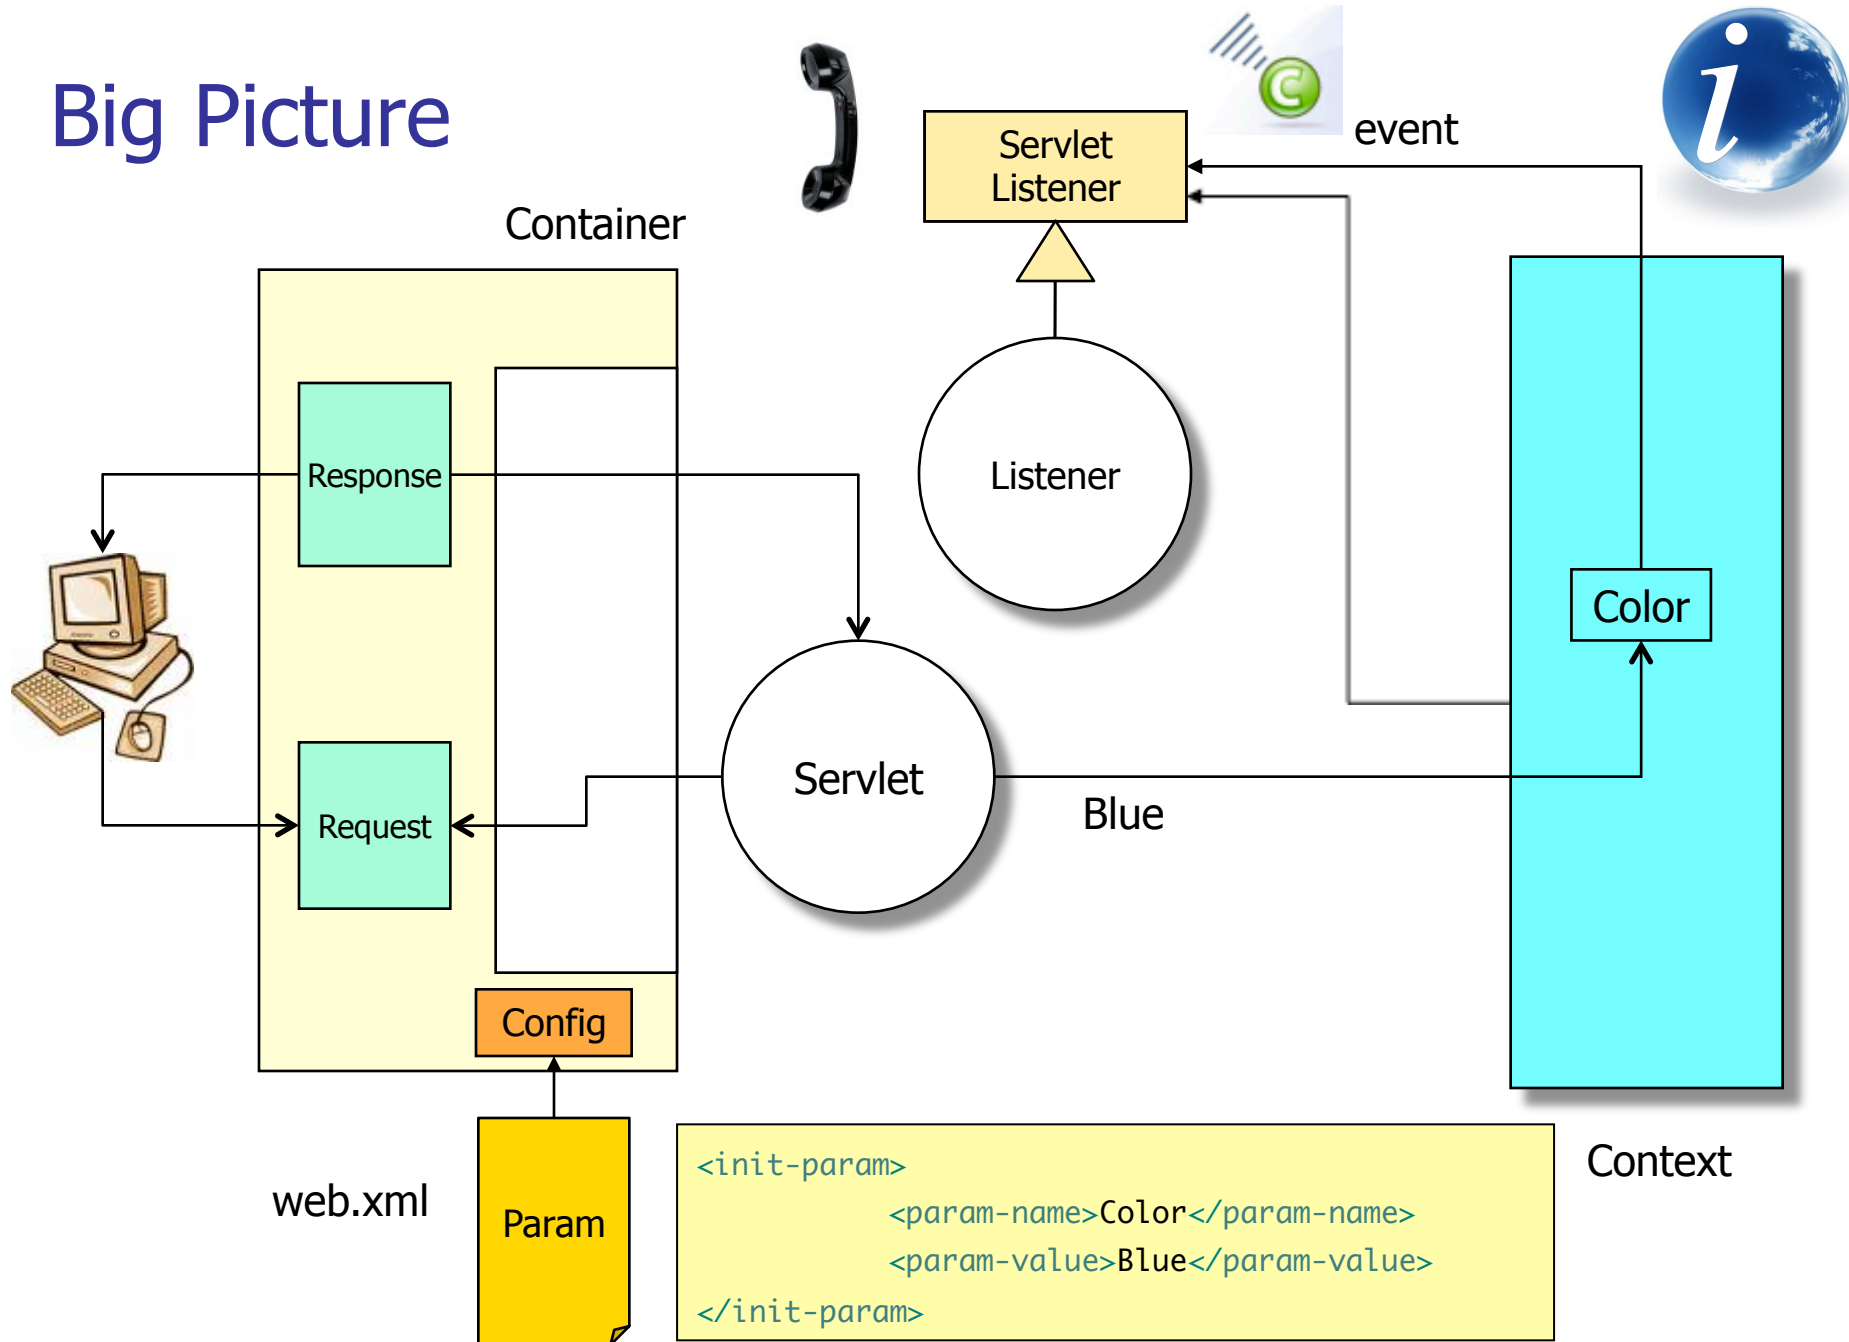 Big Picture
C
i
event
Servlet
Listener
Container
Response
Listener
Color
Servlet
Blue
Request
Config
Context
web.xml
Param
<init-param>
<param-name>Color</param-name>
<param-value>Blue</param-value>
</init-param>